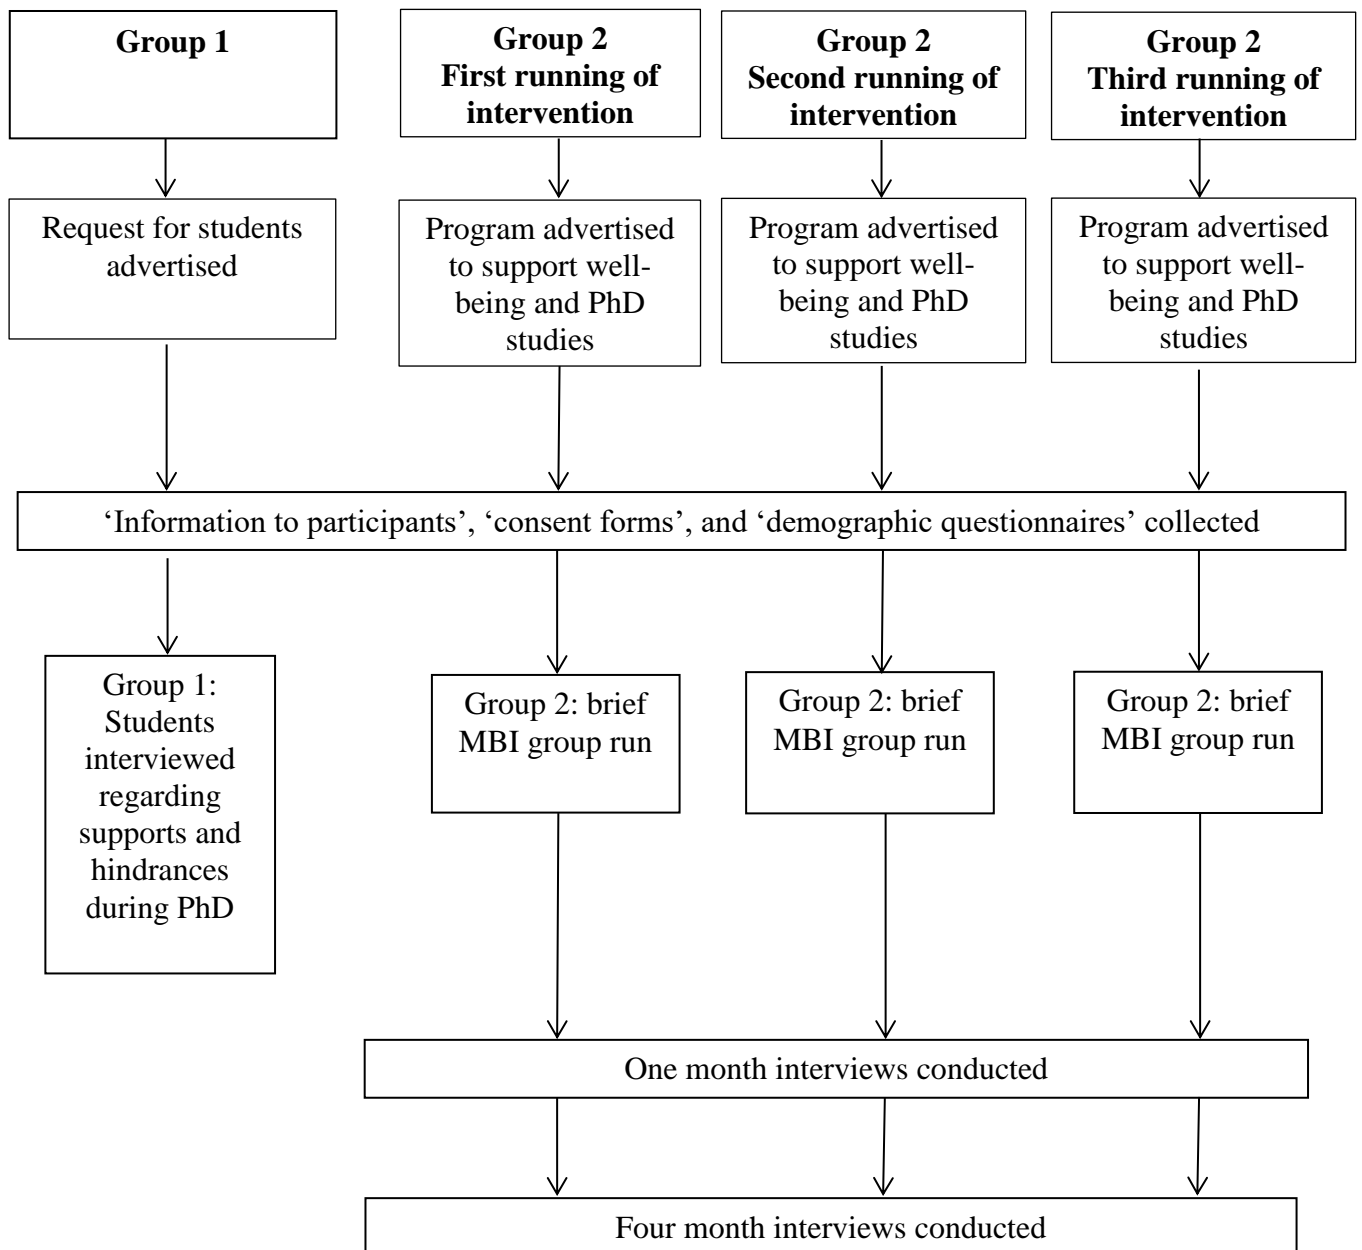 Group 1
Group 2
First running of
intervention
Group 2
Second running of
intervention
Group 2
Third running of
intervention
Request for students
advertised
Program advertised
to support well-
being and PhD
studies
Program advertised
to support well-
being and PhD
studies
Program advertised
to support well-
being and PhD
studies
‘Information to participants’, ‘consent forms’, and ‘demographic questionnaires’ collected
Group 1:
Students
interviewed
regarding
supports and
hindrances
during PhD
Group 2: brief
MBI group run
Group 2: brief
MBI group run
Group 2: brief
MBI group run
One month interviews conducted
Four month interviews conducted